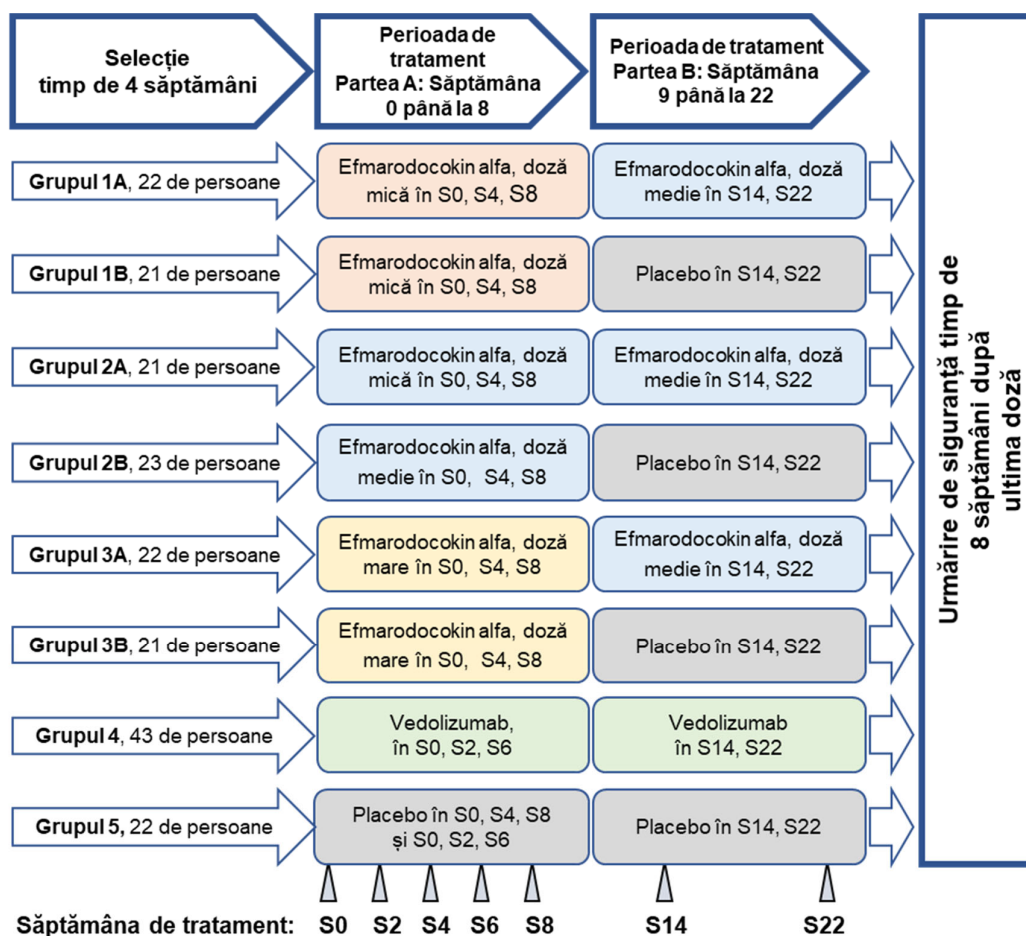 Selecție
timp de 4 săptămâni
Perioada de
tratament
Partea A: Săptămâna
0 până la 8
Perioada de tratament
Partea B: Săptămâna
9 până la 22
Grupul 1A, 22 de persoane
Efmarodocokin alfa, doză
mică în S0, S4, S8
Efmarodocokin alfa, doză
medie în S14, S22
Grupul 1B, 21 de persoane
Efmarodocokin alfa, doză
mică în S0, S4, S8
Placebo în S14, S22
Grupul 2A, 21 de persoane
Efmarodocokin alfa, doză
mică în S0, S4, S8
Efmarodocokin alfa, doză
medie în S14, S22
Grupul 2B, 23 de persoane
Efmarodocokin alfa, doză
medie în S0, S4, S8
Placebo în S14, S22
Grupul 3A, 22 de persoane
Efmarodocokin alfa, doză
mare în S0, S4, S8
Efmarodocokin alfa, doză
medie în S14, S22
Grupul 3B, 21 de persoane
Efmarodocokin alfa, doză
mare în S0, S4, S8
Placebo în S14, S22
Grupul 4, 43 de persoane
Vedolizumab,
în S0, S2, S6
Vedolizumab
în S14, S22
Grupul 5, 22 de persoane
Placebo în S0, S4, S8
și S0, S2, S6
Placebo în S14, S22
Urmărire de siguranță timp de
8 săptămâni după
ultima doză
Săptămâna de tratament: S0 S2 S4 S6 S8 S14 S22